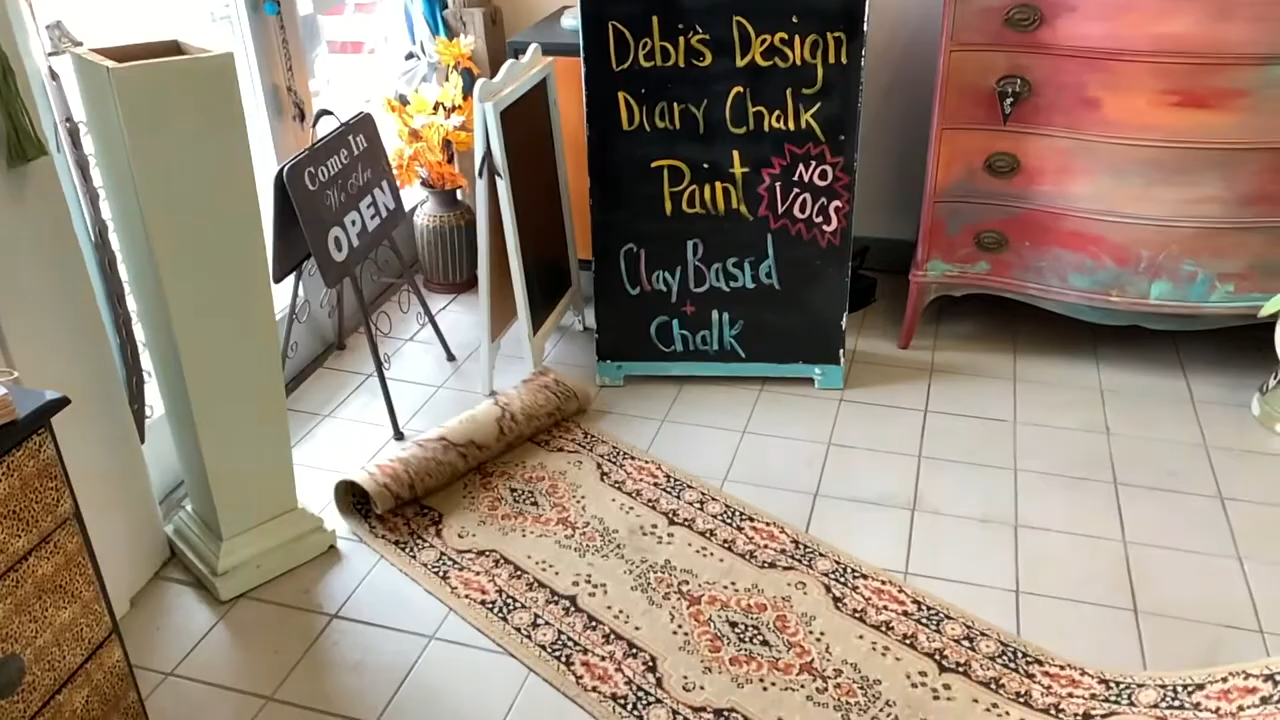 Come In
We Are
OPEN
Debi's Design
Diary Chalk
Paint
NO
VOCS
Clay Based
+
Chalk